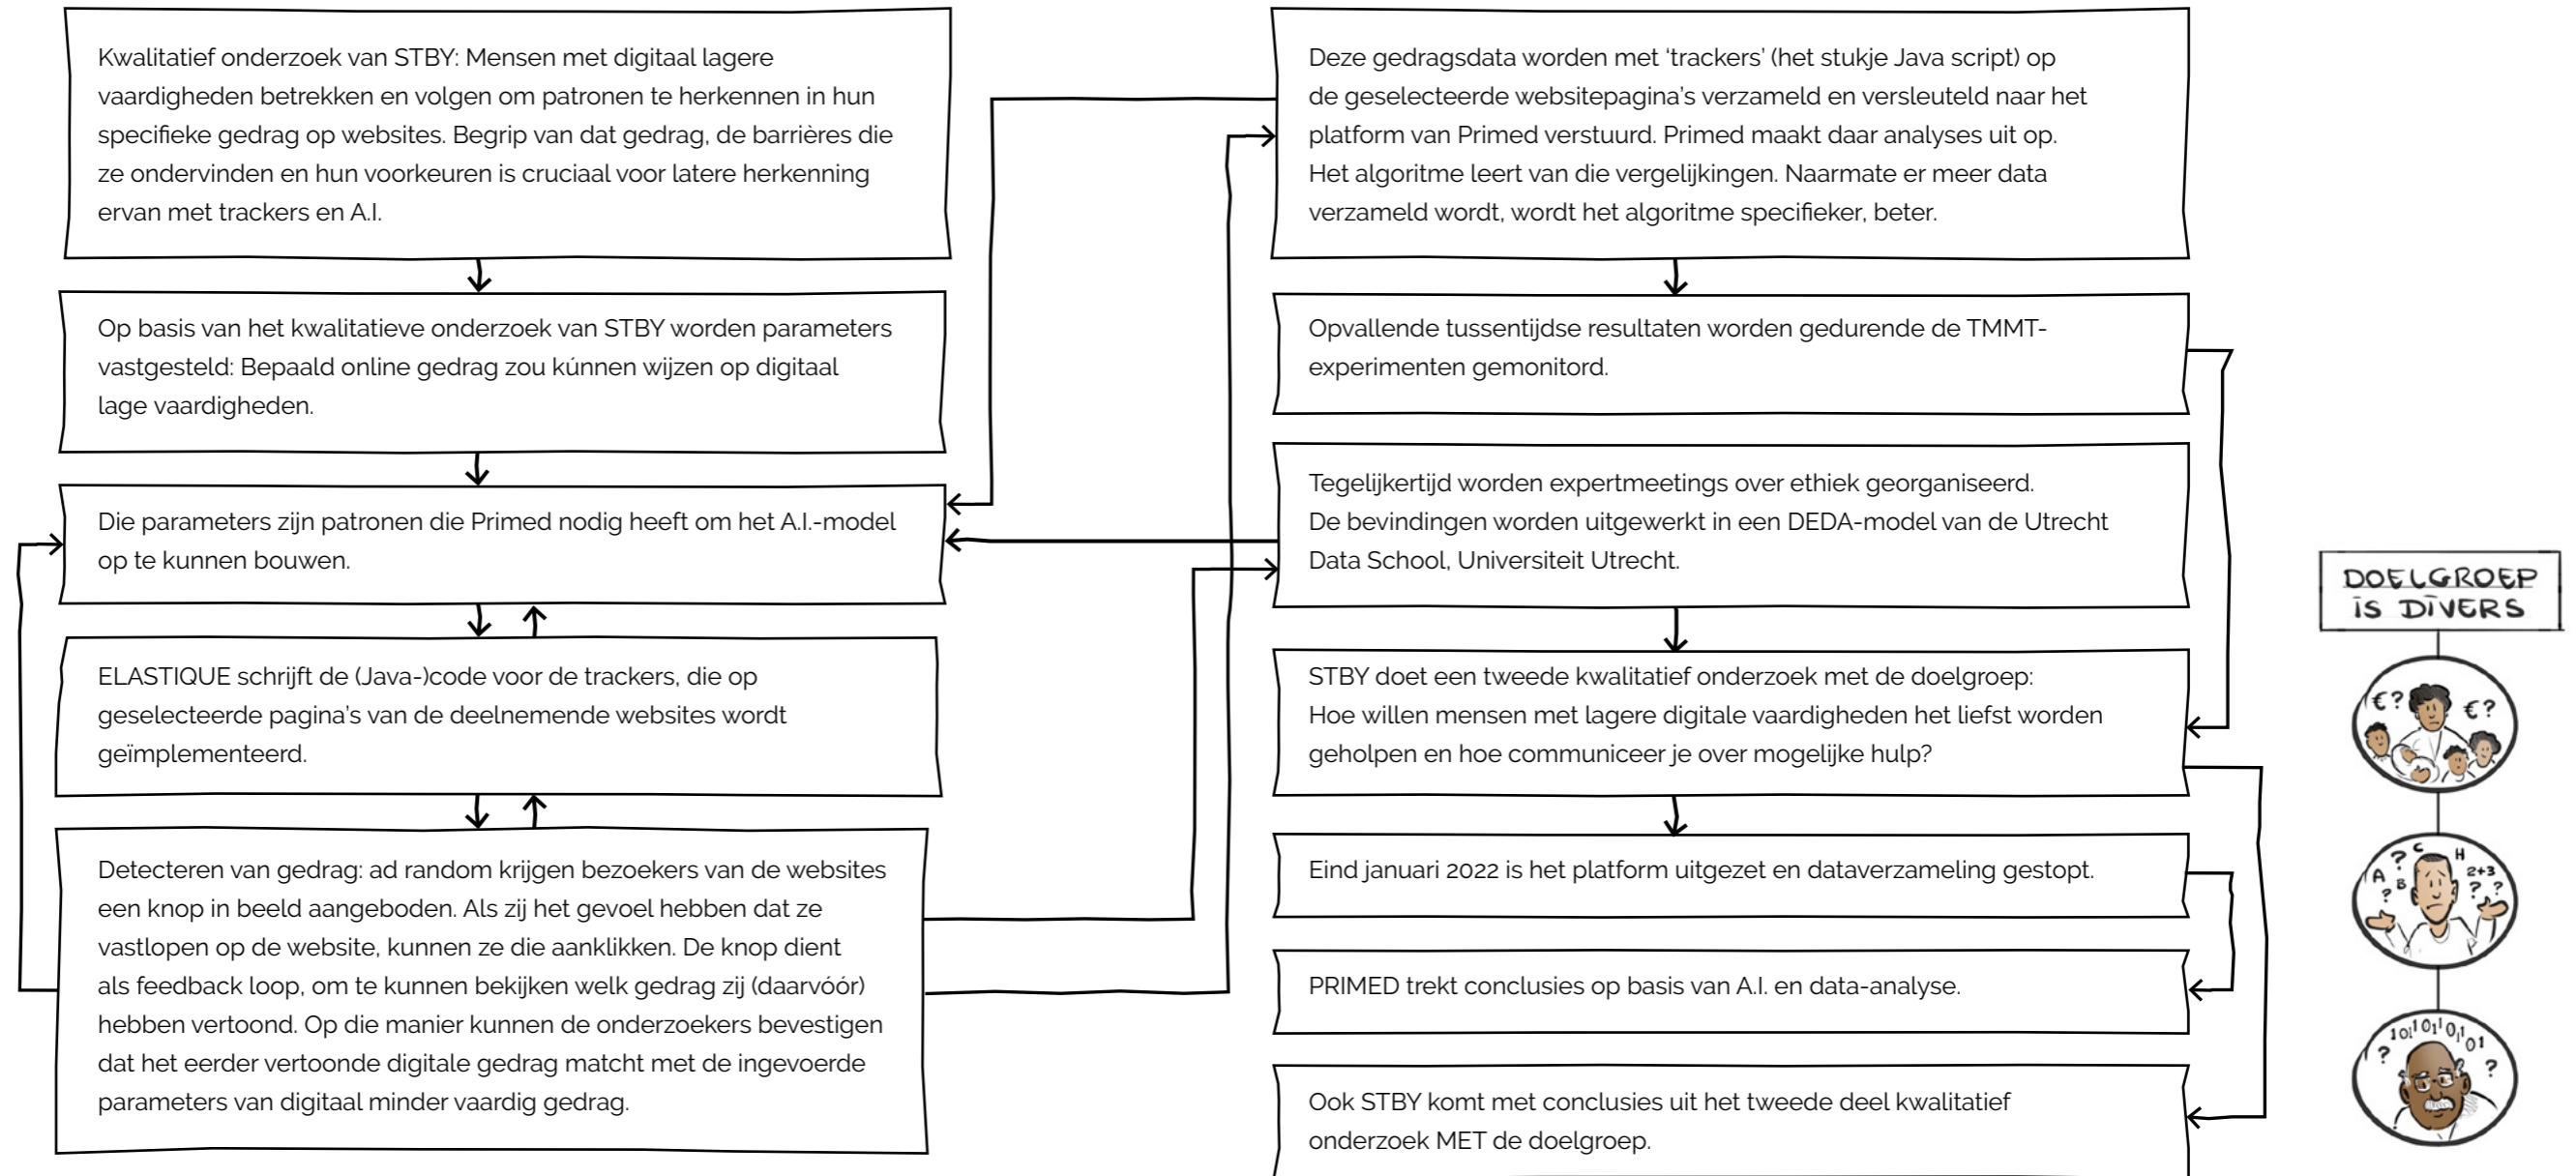 Kwalitatief onderzoek van STBY: Mensen met digitaal lagere
vaardigheden betrekken en volgen om patronen te herkennen in hun
specifieke gedrag op websites. Begrip van dat gedrag, de barrières die
ze ondervinden en hun voorkeuren is cruciaal voor latere herkenning
ervan met trackers en A.I.
Op basis van het kwalitatieve onderzoek van STBY worden parameters
vastgesteld: Bepaald online gedrag zou kúnnen wijzen op digitaal
lage vaardigheden.
Die parameters zijn patronen die Primed nodig heeft om het A.I.-model
op te kunnen bouwen.
ELASTIQUE schrijft de (Java-)code voor de trackers, die op
geselecteerde pagina's van de deelnemende websites wordt
geïmplementeerd.
Detecteren van gedrag: ad random krijgen bezoekers van de websites
een knop in beeld aangeboden. Als zij het gevoel hebben dat ze
vastlopen op de website, kunnen ze die aanklikken. De knop dient
als feedback loop, om te kunnen bekijken welk gedrag zij (daarvóór)
hebben vertoond. Op die manier kunnen de onderzoekers bevestigen
dat het eerder vertoonde digitale gedrag matcht met de ingevoerde
parameters van digitaal minder vaardig gedrag.
Deze gedragsdata worden met 'trackers' (het stukje Java script) op
de geselecteerde websitepagina's verzameld en versleuteld naar het
platform van Primed verstuurd. Primed maakt daar analyses uit op.
Het algoritme leert van die vergelijkingen. Naarmate er meer data
verzameld wordt, wordt het algoritme specifieker, beter.
Opvallende tussentijdse resultaten worden gedurende de TMMT-
experimenten gemonitord.
Tegelijkertijd worden expertmeetings over ethiek georganiseerd.
De bevindingen worden uitgewerkt in een DEDA-model van de Utrecht
Data School, Universiteit Utrecht.
STBY doet een tweede kwalitatief onderzoek met de doelgroep:
Hoe willen mensen met lagere digitale vaardigheden het liefst worden
geholpen en hoe communiceer je over mogelijke hulp?
Eind januari 2022 is het platform uitgezet en dataverzameling gestopt.
PRIMED trekt conclusies op basis van A.I. en data-analyse.
Ook STBY komt met conclusies uit het tweede deel kwalitatief
onderzoek MET de doelgroep.
DOELGROEP
IS DIVERS
€? €?
? C H
A B 2+3
? ? ?
101101011
01
? ?